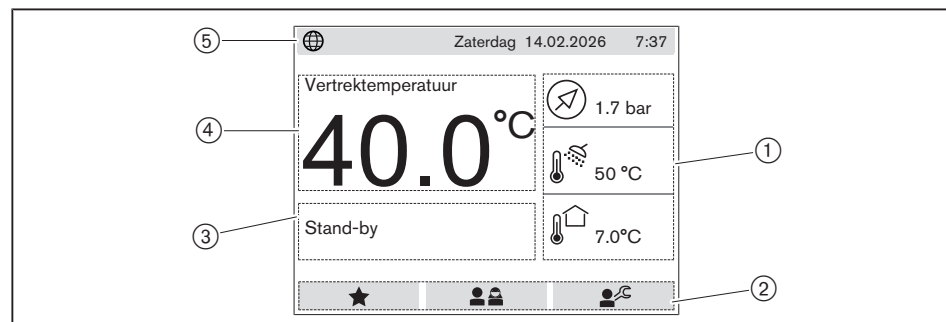 ⑤ Zaterdag 14.02.2026 7:37
Vertrektemperatuur
④ 40.0°C
1.7 bar
① 50 °C
③ Stand-by
7.0°C
②